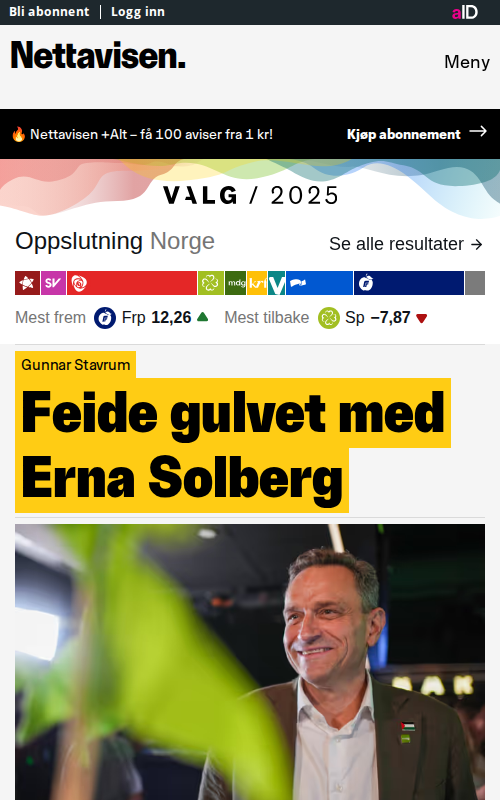 Bli abonnent
Logg inn
aID
Nettavisen.
Meny
🔥 Nettavisen +Alt – få 100 aviser fra 1 kr!
Kjøp abonnement →
VALG / 2025
Oppslutning Norge
Se alle resultater →
SV
mdg
krf
V
Mest frem Frp 12,26
Mest tilbake Sp –7,87
Gunnar Stavrum
Feide gulvet med
Erna Solberg